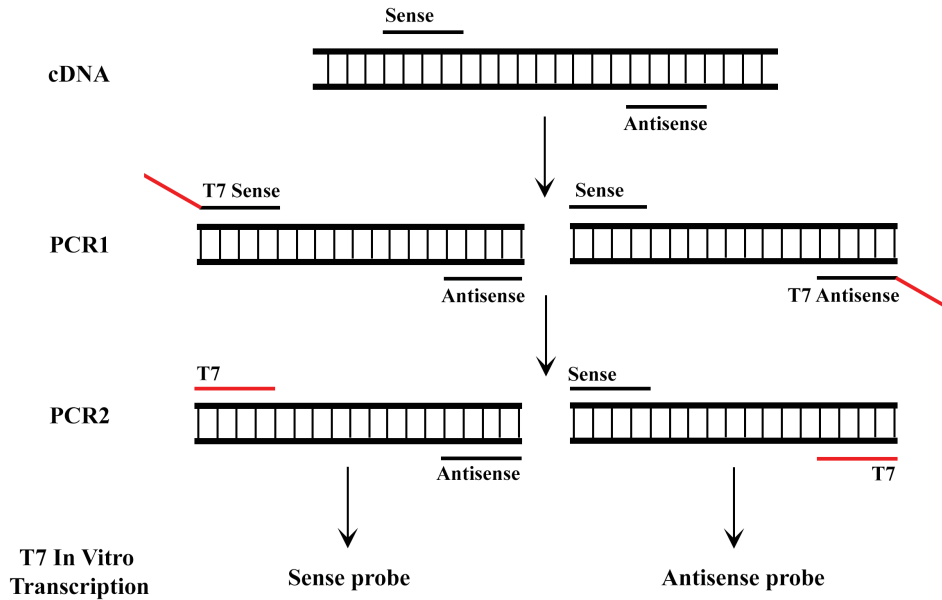 Sense
cDNA
Antisense
T7 Sense
Sense
PCR1
Antisense
T7 Antisense
T7
Sense
PCR2
Antisense
T7
T7 In Vitro
Transcription
Sense probe
Antisense probe